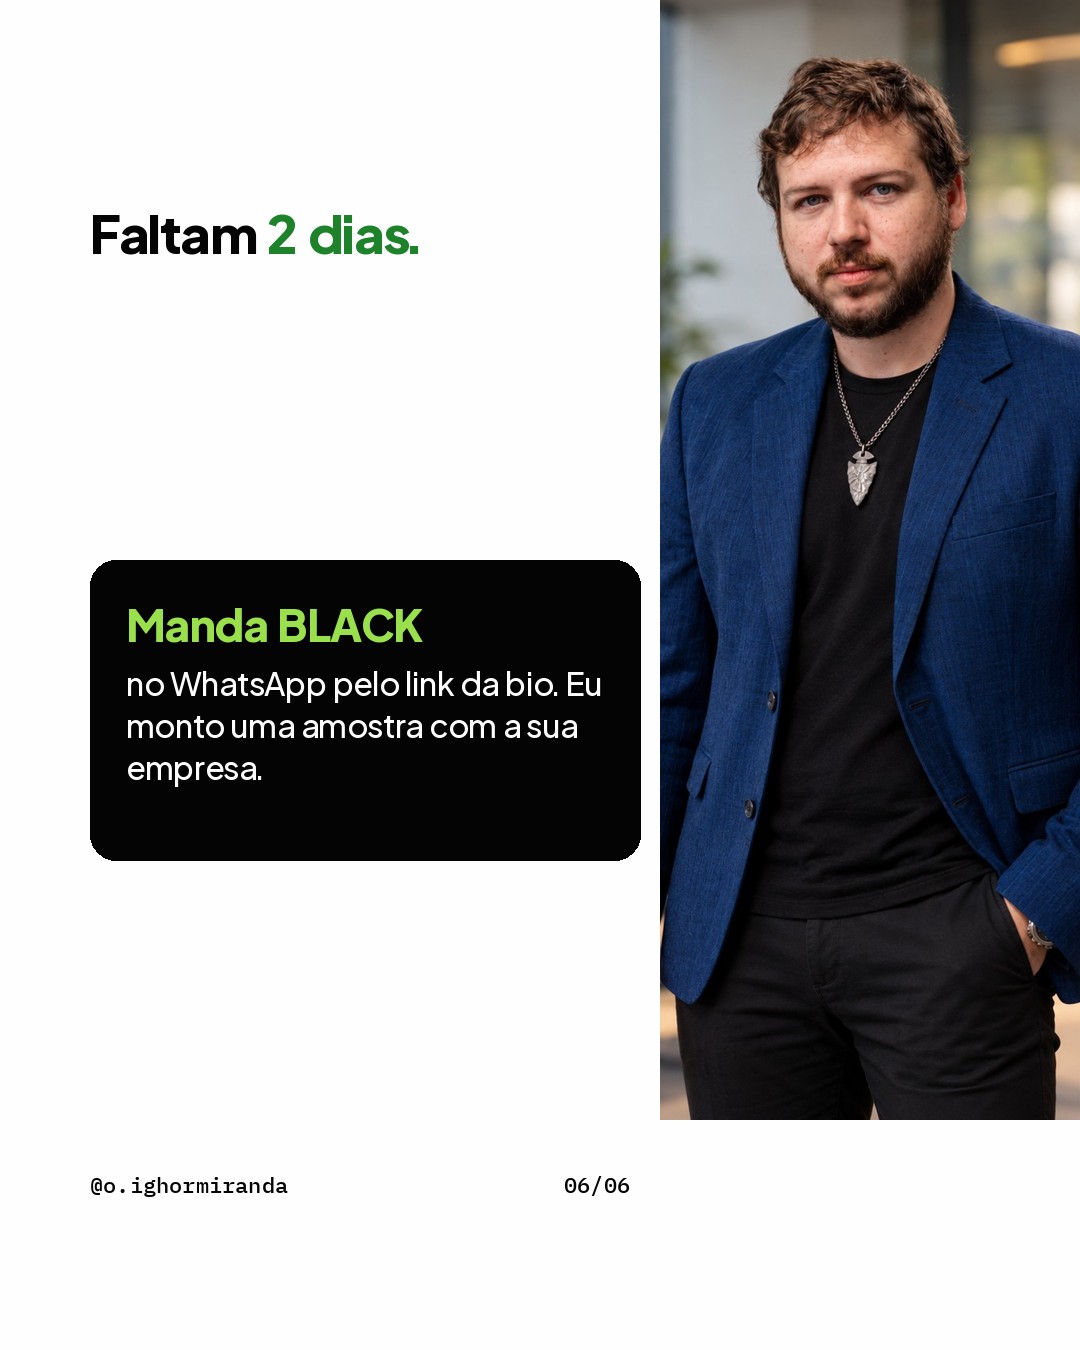 Faltam 2 dias.
Manda BLACK
no WhatsApp pelo link da bio. Eu
monto uma amostra com a sua
empresa.
@o.ighormiranda
06/06